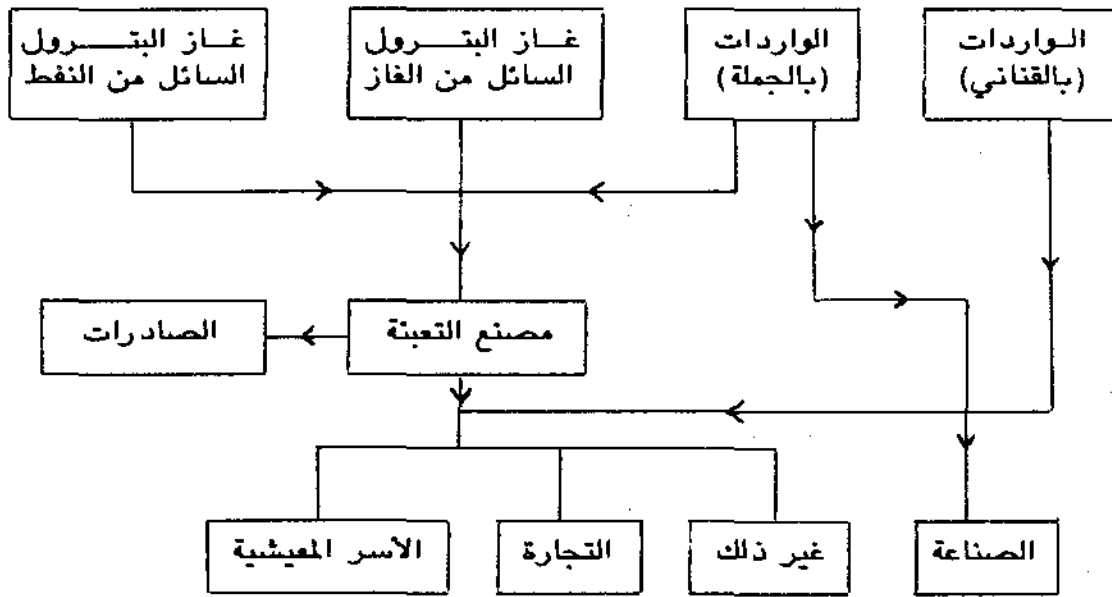 الواردات
(بالقناني)
الواردات
(بالجملة)
غاز البترول
السائل من الغاز
غاز البترول
السائل من النفط
مصنع التعبئة
الصادرات
الصناعة
غير ذلك
التجارة
الأسر المعيشية